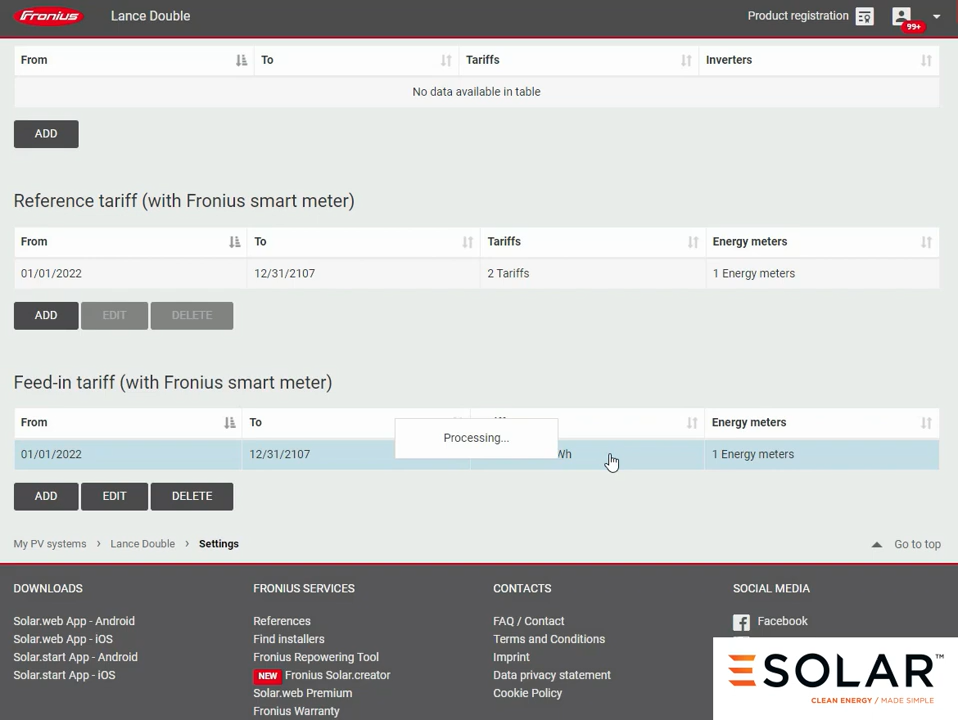 Fronius Lance Double Product registration 99+
From To Tariffs Inverters
No data available in table
ADD
Reference tariff (with Fronius smart meter)
From To Tariffs Energy meters
01/01/2022 12/31/2107 2 Tariffs 1 Energy meters
ADD EDIT DELETE
Feed-in tariff (with Fronius smart meter)
From To Energy meters
Processing...
01/01/2022 12/31/2107 Wh 1 Energy meters
ADD EDIT DELETE
My PV systems > Lance Double > Settings Go to top
DOWNLOADS FRONIUS SERVICES CONTACTS SOCIAL MEDIA
Solar.web App - Android References FAQ / Contact Facebook
Solar.web App - iOS Find installers Terms and Conditions
Solar.start App - Android Fronius Repowering Tool Imprint
Solar.start App - iOS NEW Fronius Solar.creator Data privacy statement
Solar.web Premium Cookie Policy
Fronius Warranty
ESOLAR™
CLEAN ENERGY / MADE SIMPLE